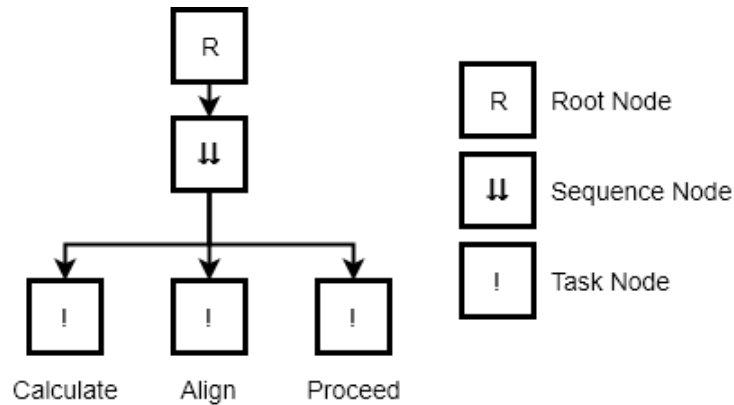 R
R Root Node
⇊
⇊ Sequence Node
! ! ! ! Task Node
Calculate Align Proceed